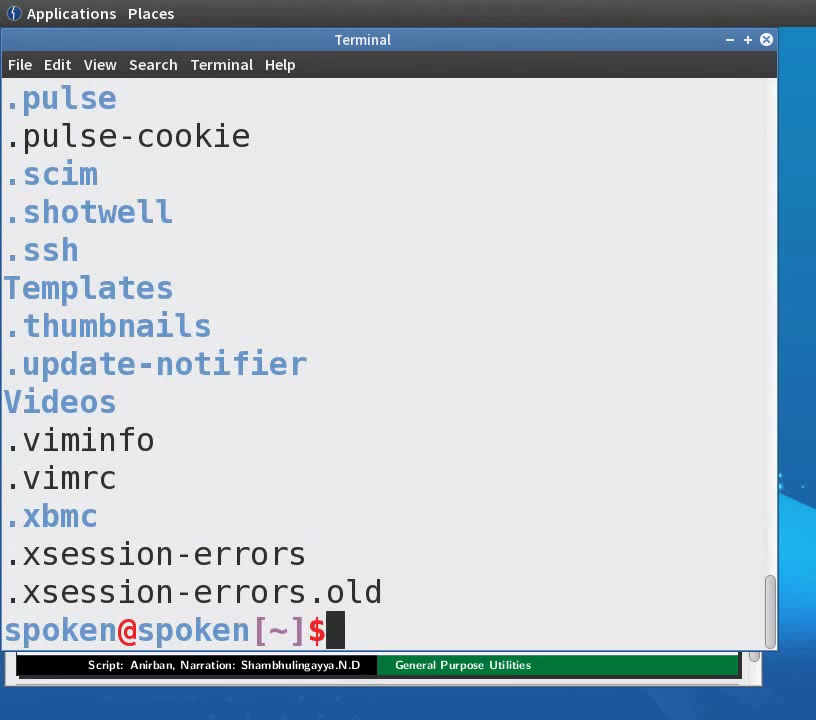 Applications Places
Terminal
File Edit View Search Terminal Help
.pulse
.pulse-cookie
.scim
.shotwell
.ssh
Templates
.thumbnails
.update-notifier
Videos
.viminfo
.vimrc
.xbmc
.xsession-errors
.xsession-errors.old
spoken@spoken[~]$
Script: Anirban, Narration: Shambhulingayya.N.D General Purpose Utilities